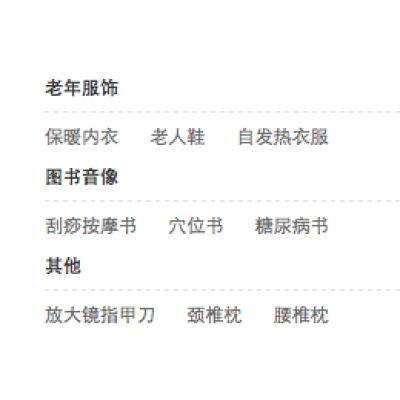 老年服饰
保暖内衣 老人鞋 自发热衣服
图书音像
刮痧按摩书 穴位书 糖尿病书
其他
放大镜指甲刀 颈椎枕 腰椎枕